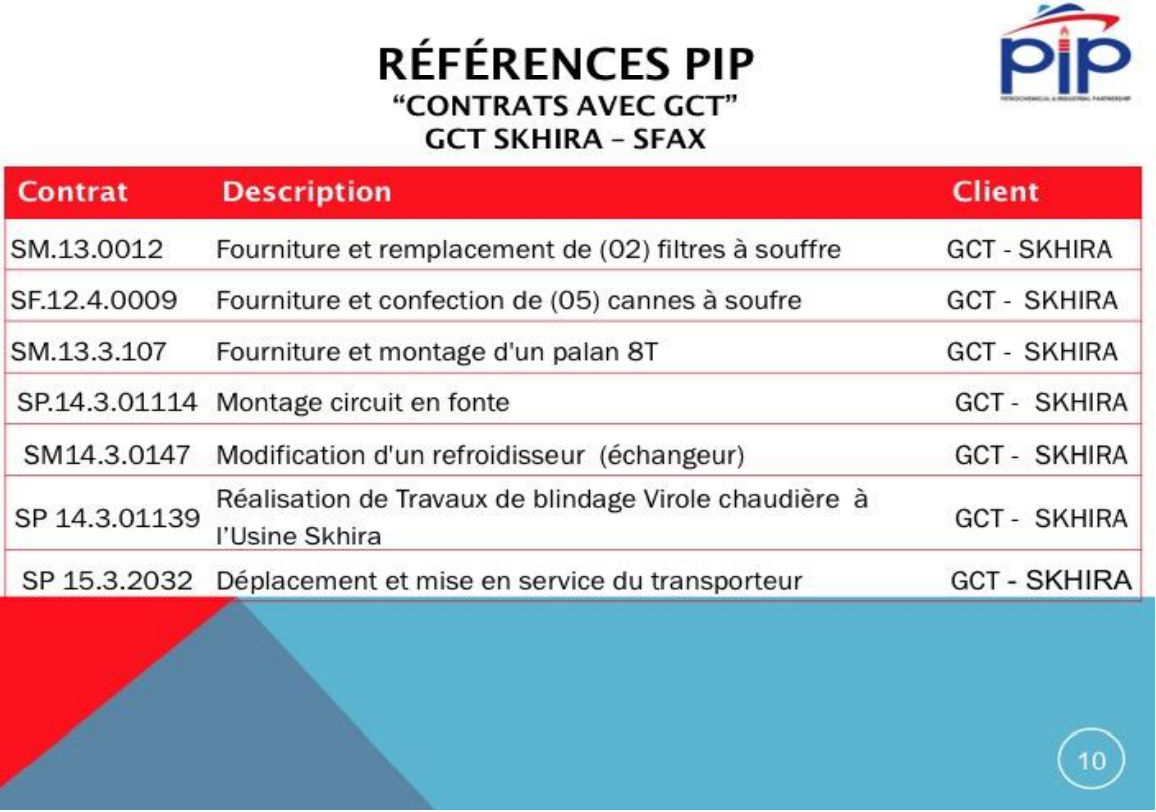 RÉFÉRENCES PIP
“CONTRATS AVEC GCT”
GCT SKHIRA – SFAX
pip
PETROCHEMICAL & INDUSTRIAL PARTNERSHIP
Contrat Description Client
SM.13.0012 Fourniture et remplacement de (02) filtres à souffre GCT - SKHIRA
SF.12.4.0009 Fourniture et confection de (05) cannes à soufre GCT - SKHIRA
SM.13.3.107 Fourniture et montage d'un palan 8T GCT - SKHIRA
SP.14.3.01114 Montage circuit en fonte GCT - SKHIRA
SM14.3.0147 Modification d'un refroidisseur (échangeur) GCT - SKHIRA
SP 14.3.01139 Réalisation de Travaux de blindage Virole chaudière à
l’Usine Skhira GCT - SKHIRA
SP 15.3.2032 Déplacement et mise en service du transporteur GCT - SKHIRA
10